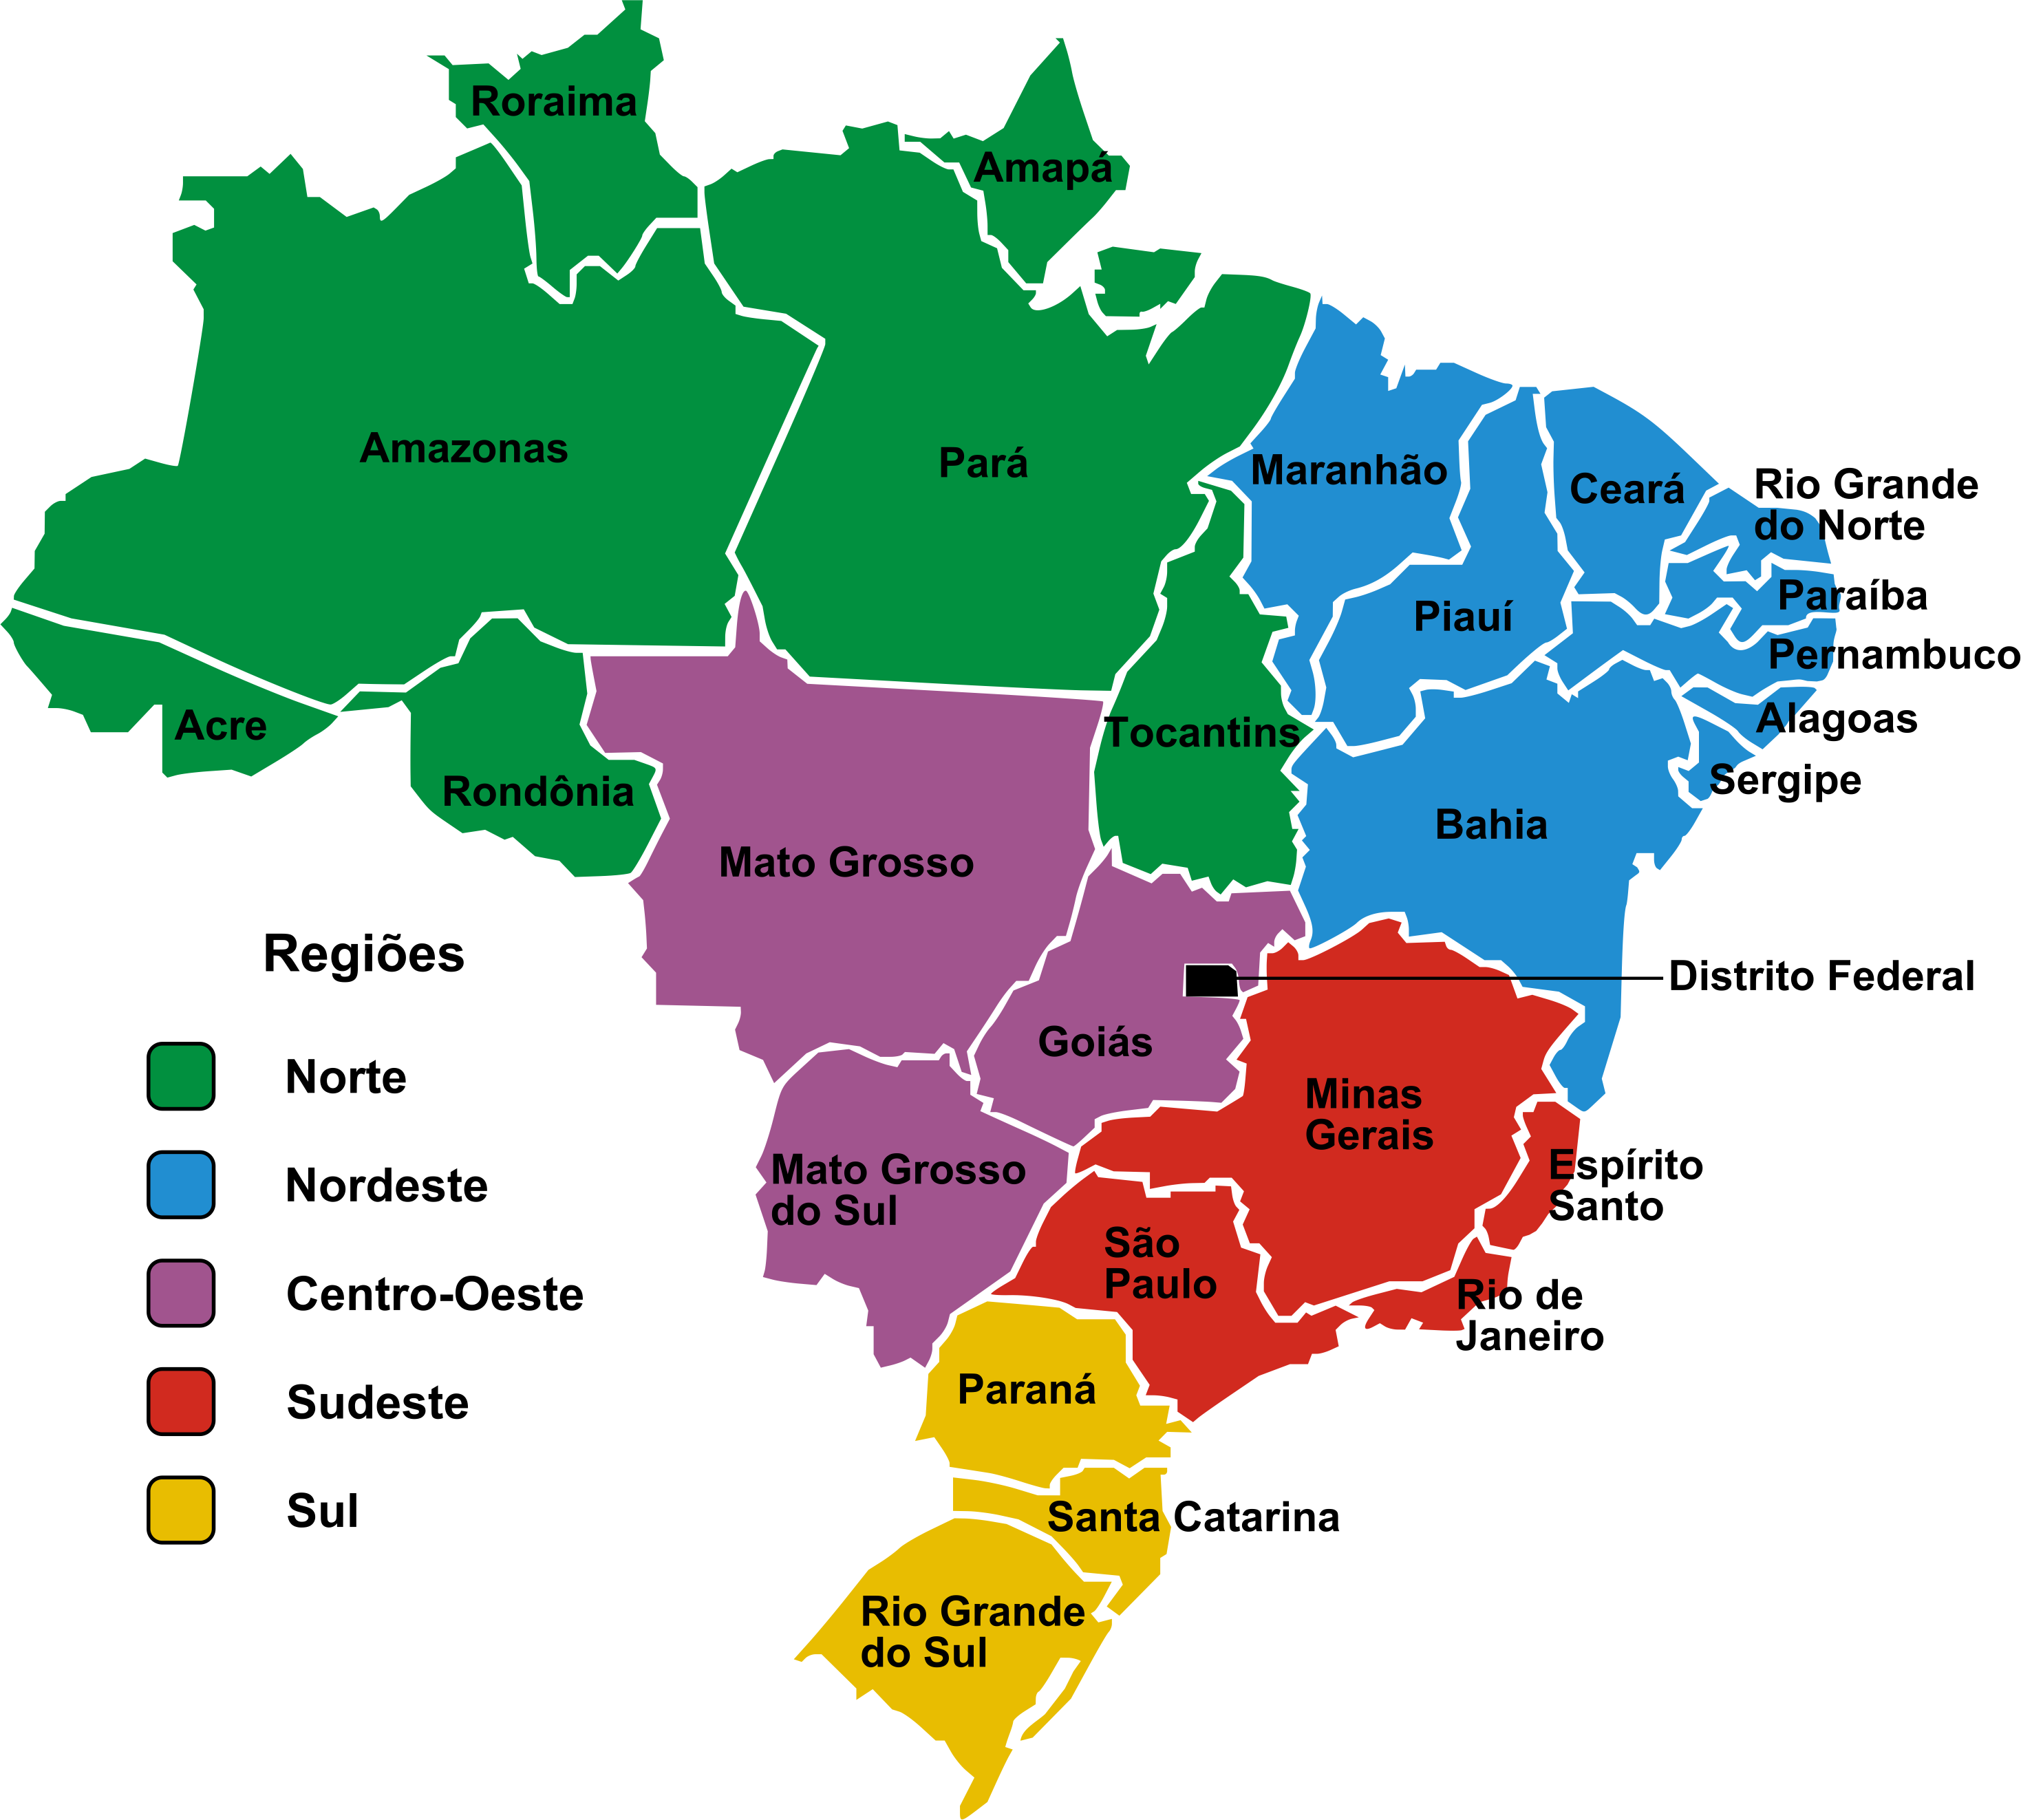 Roraima
Amapá
Amazonas
Pará
Maranhão
Ceará
Rio Grande
do Norte
Paraíba
Piauí
Pernambuco
Acre
Tocantins
Alagoas
Rondônia
Sergipe
Bahia
Mato Grosso
Distrito Federal
Goiás
Minas
Gerais
Mato Grosso
do Sul
Espírito
Santo
São
Paulo
Rio de
Janeiro
Paraná
Santa Catarina
Rio Grande
do Sul
Regiões
Norte
Nordeste
Centro-Oeste
Sudeste
Sul